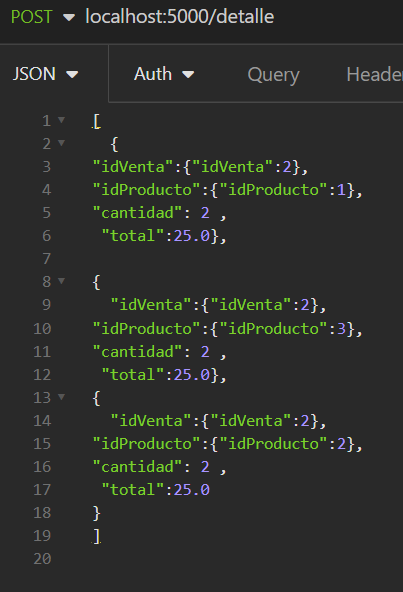 POST localhost:5000/detalle
JSON Auth Query Heade
1 [
2 {
3 "idVenta":{"idVenta":2},
4 "idProducto":{"idProducto":1},
5 "cantidad": 2 ,
6 "total":25.0},
7
8 {
9 "idVenta":{"idVenta":2},
10 "idProducto":{"idProducto":3},
11 "cantidad": 2 ,
12 "total":25.0},
13 {
14 "idVenta":{"idVenta":2},
15 "idProducto":{"idProducto":2},
16 "cantidad": 2 ,
17 "total":25.0
18 }
19 ]
20